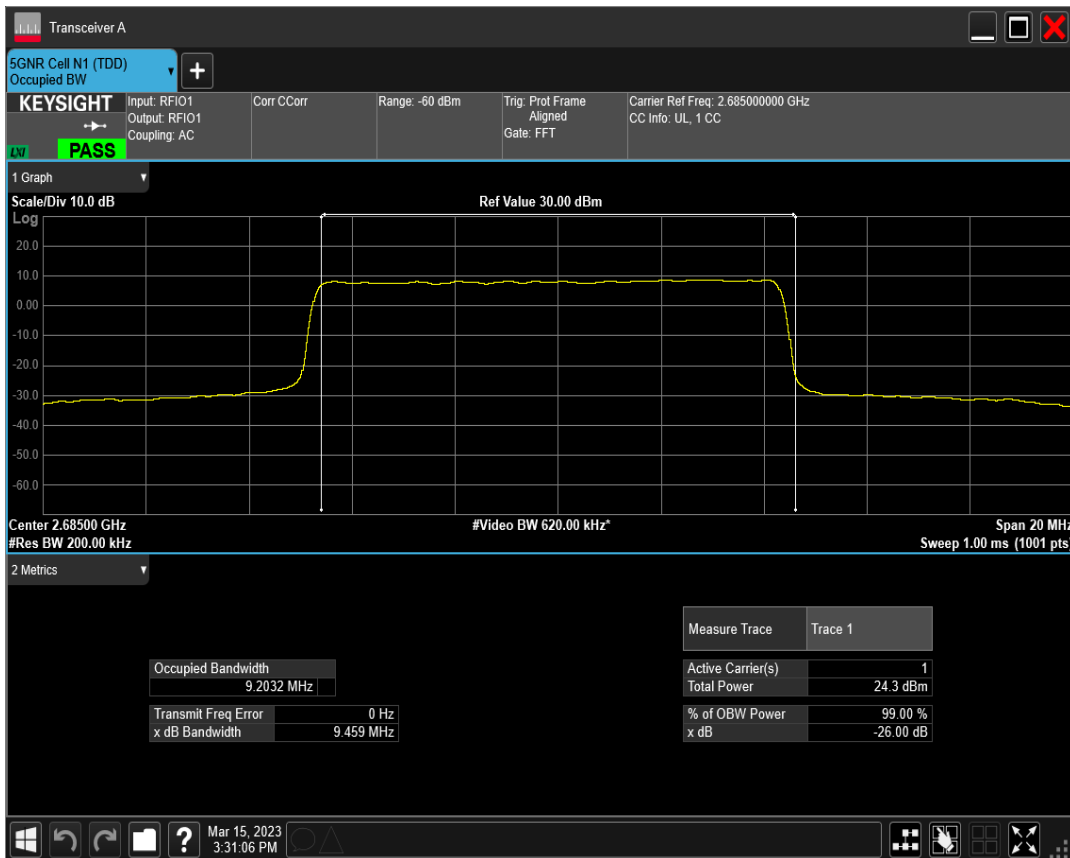 Transceiver A
5GNR Cell N1 (TDD)
Occupied BW
KEYSIGHT
LXI
PASS
Input: RFIO1
Output: RFIO1
Coupling: AC
Corr CCorr
Range: -60 dBm
Trig: Prot Frame
Aligned
Gate: FFT
Carrier Ref Freq: 2.685000000 GHz
CC Info: UL, 1 CC
1 Graph
Scale/Div 10.0 dB
Ref Value 30.00 dBm
Log
20.0
10.0
0.00
-10.0
-20.0
-30.0
-40.0
-50.0
-60.0
Center 2.68500 GHz
#Video BW 620.00 kHz*
Span 20 MHz
#Res BW 200.00 kHz
Sweep 1.00 ms (1001 pts)
2 Metrics
Measure Trace Trace 1
Occupied Bandwidth
9.2032 MHz
Active Carrier(s) 1
Total Power 24.3 dBm
Transmit Freq Error 0 Hz
x dB Bandwidth 9.459 MHz
% of OBW Power 99.00 %
x dB -26.00 dB
?
Mar 15, 2023
3:31:06 PM